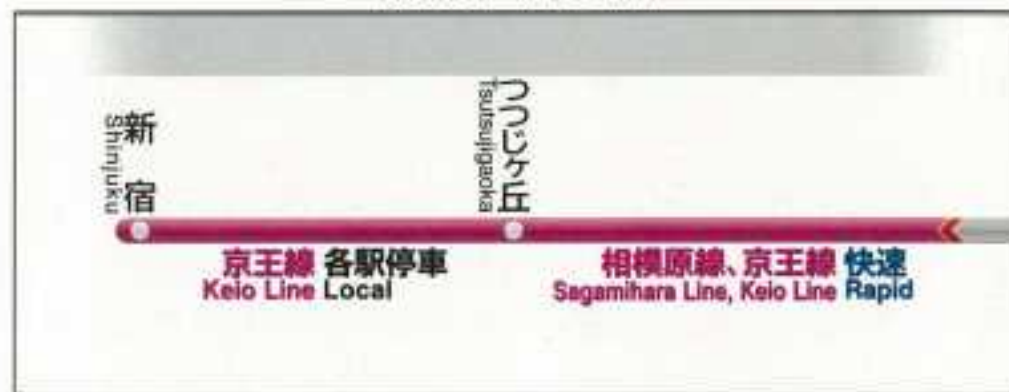 新宿
Shinjuku
つつじヶ丘
Tsutsujigaoka
京王線 各駅停車
Keio Line Local
相模原線、京王線 快速
Sagamihara Line, Keio Line Rapid